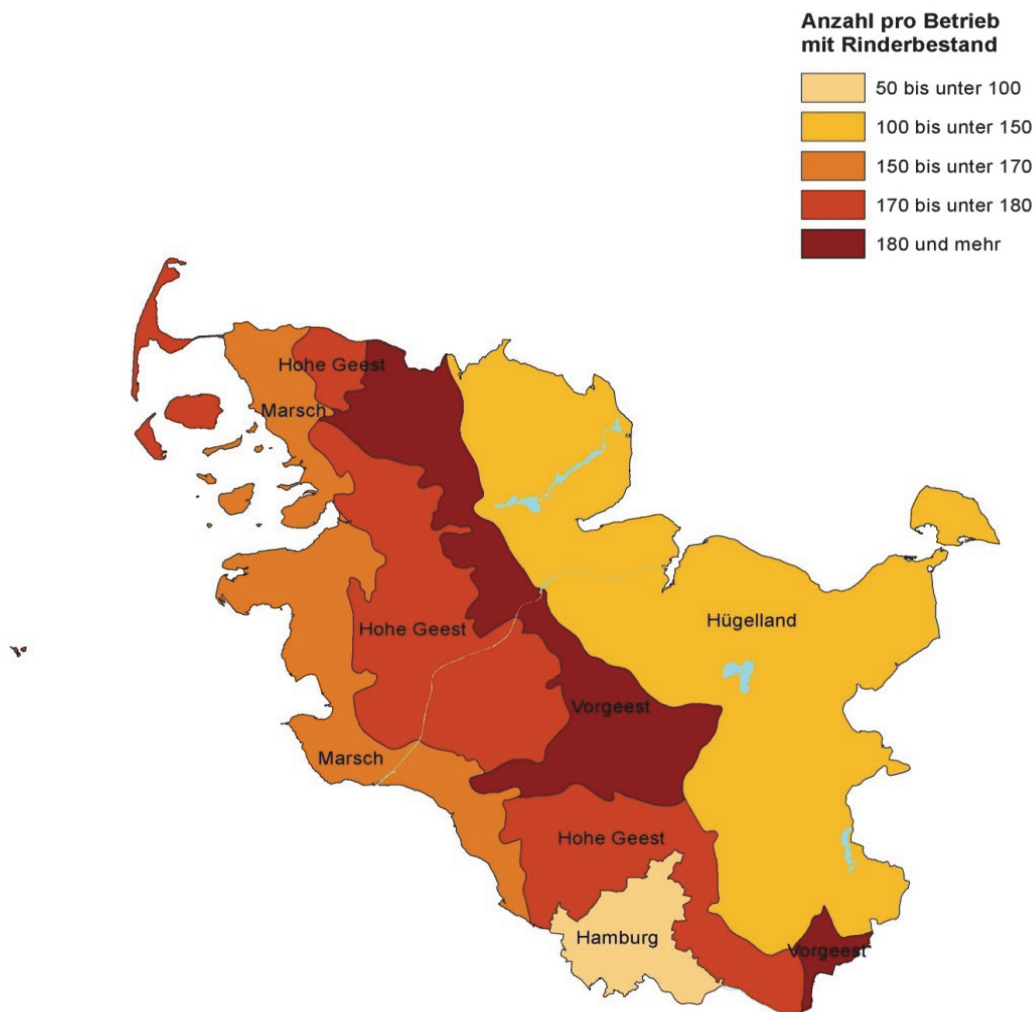 Anzahl pro Betrieb
mit Rinderbestand
50 bis unter 100
100 bis unter 150
150 bis unter 170
170 bis unter 180
180 und mehr
Hohe Geest
Marsch
Hügelland
Hohe Geest
Vorgeest
Marsch
Hohe Geest
Hamburg
Vorgeest